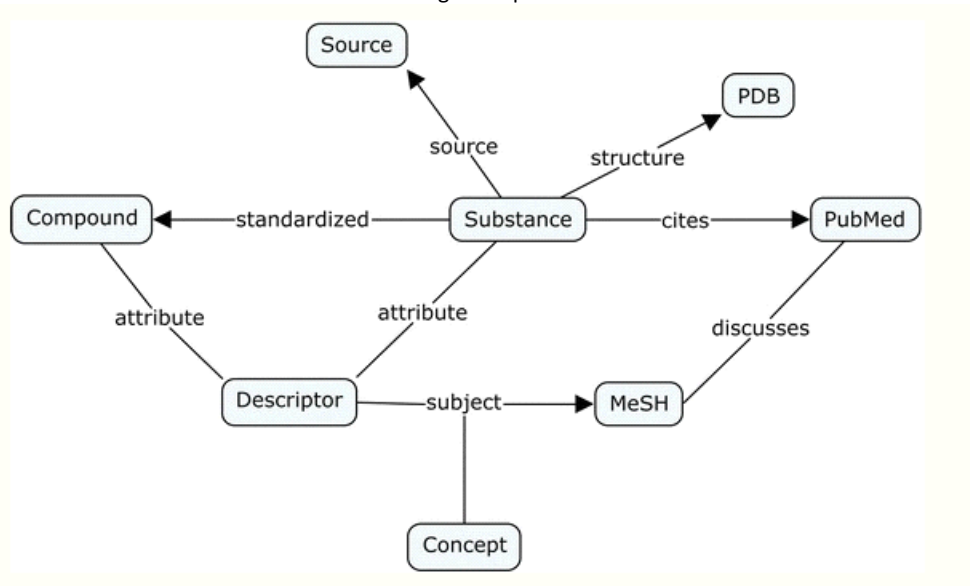 Source
PDB
source
structure
Compound
standardized
Substance
cites
PubMed
attribute
attribute
discusses
Descriptor
subject
MeSH
Concept